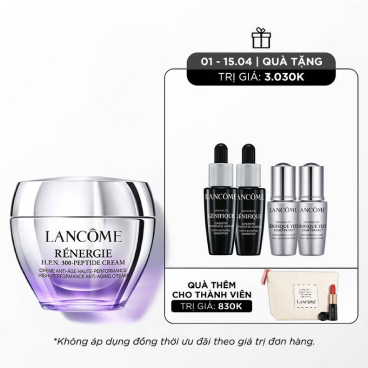 01 - 15.04 | QUÀ TẶNG
TRỊ GIÁ: 3.030K
LANCÔME
RÉNERGIE
H.P.N. 300-PEPTIDE CREAM
CRÈME ANTI-ÂGE HAUTE-PERFORMANCE
HIGH-PERFORMANCE ANTI-AGING CREAM
LANCÔME
GÉNIFIQUE
LANCÔME
GÉNIFIQUE
LANCÔME
LANCÔME
QUÀ THÊM
CHO THÀNH VIÊN
TRỊ GIÁ: 830K
LANCÔME
*Không áp dụng đồng thời ưu đãi theo giá trị đơn hàng.